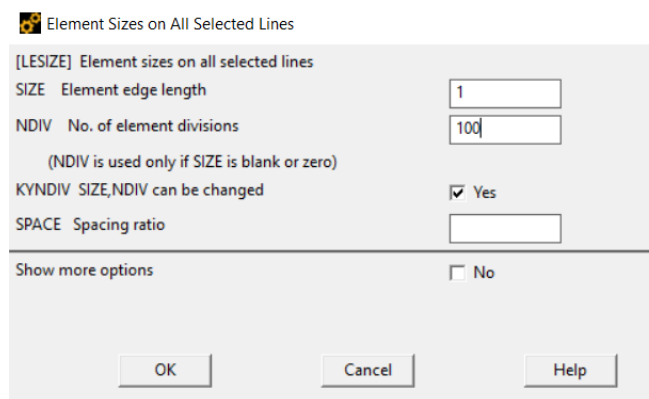 Element Sizes on All Selected Lines
[LESIZE] Element sizes on all selected lines
SIZE Element edge length 1
NDIV No. of element divisions 100
(NDIV is used only if SIZE is blank or zero)
KYNDIV SIZE,NDIV can be changed Yes
SPACE Spacing ratio
Show more options No
OK Cancel Help